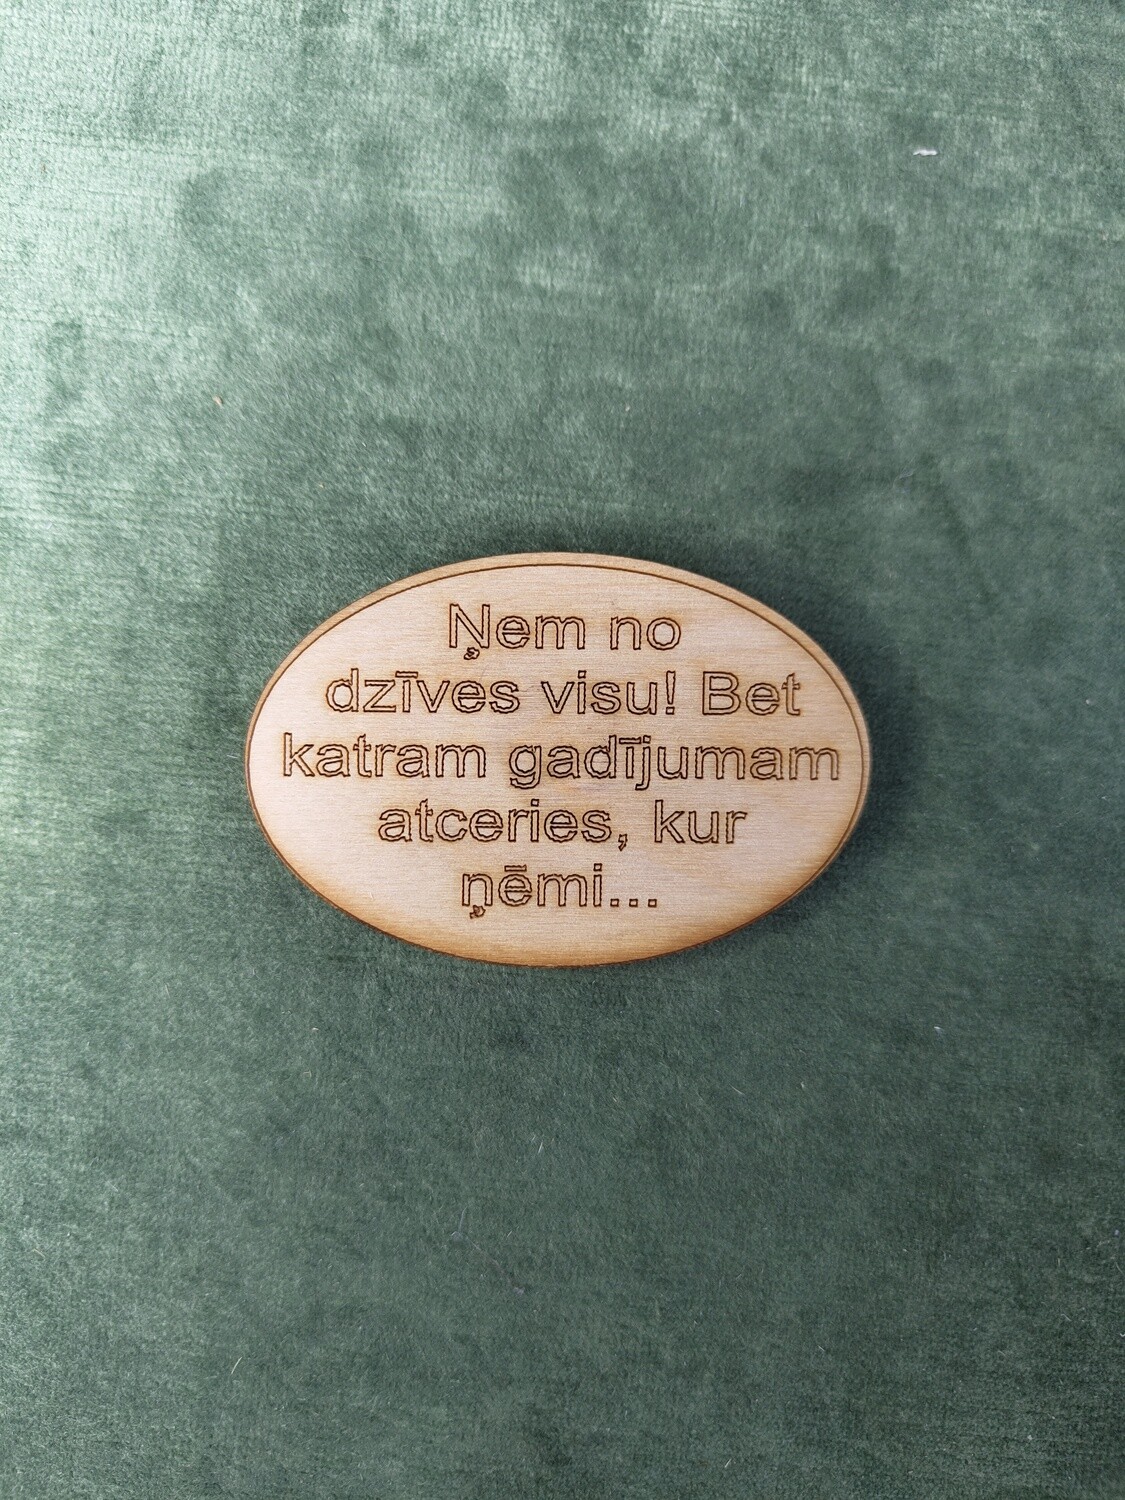 Ņem no
dzīves visu! Bet
katram gadījumam
atceries, kur
ņēmi...